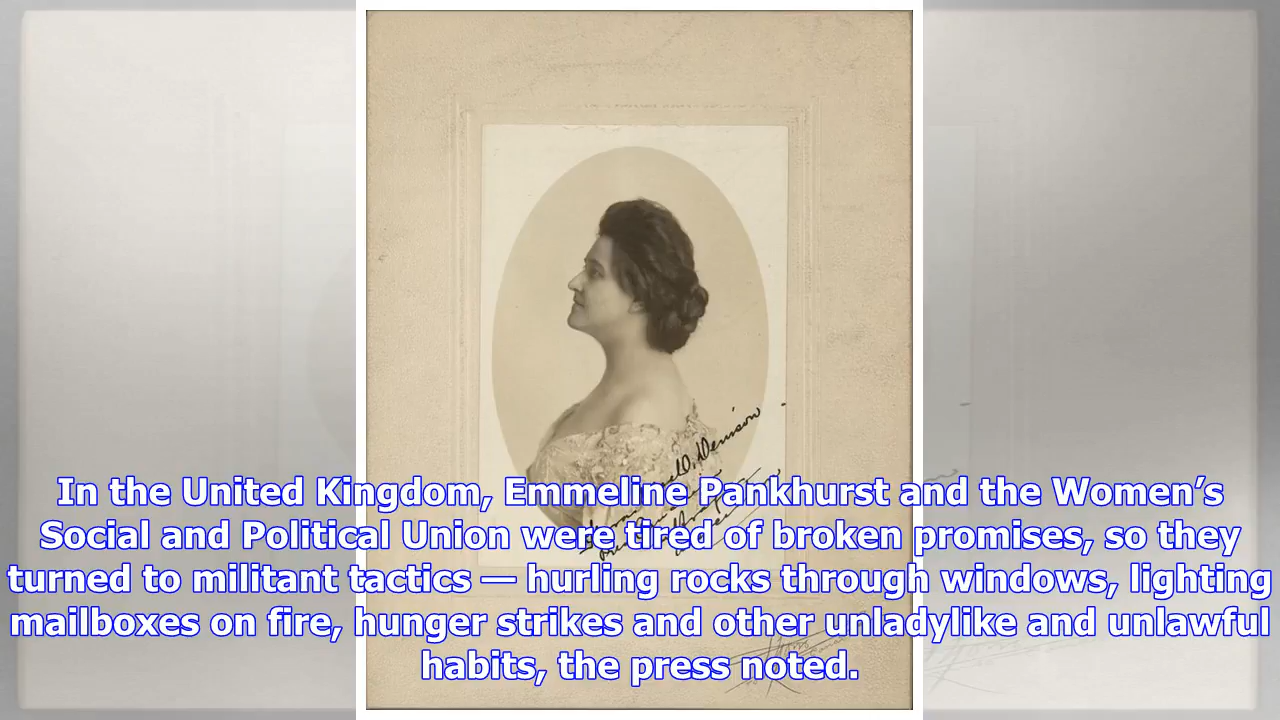 Denison
In the United Kingdom, Emmeline Pankhurst and the Women’s
Social and Political Union were tired of broken promises, so they
turned to militant tactics — hurling rocks through windows, lighting
mailboxes on fire, hunger strikes and other unladylike and unlawful
habits, the press noted.